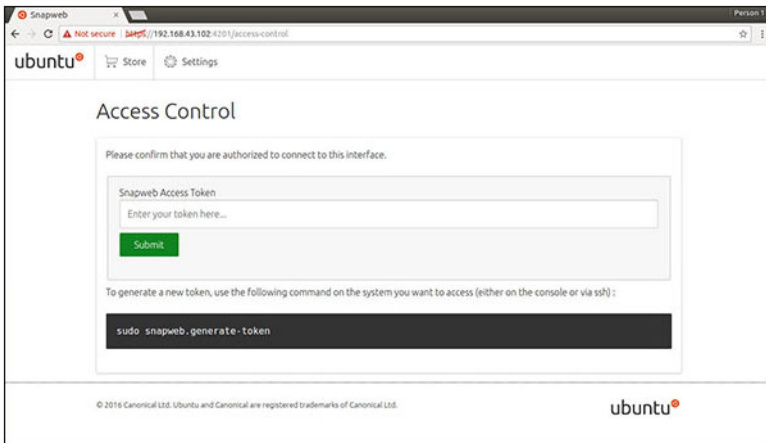 Snapweb
Person 1
Not secure | https://192.168.43.102:4201/access-control
ubuntu
Store
Settings
Access Control
Please confirm that you are authorized to connect to this interface.
Snapweb Access Token
Enter your token here...
Submit
To generate a new token, use the following command on the system you want to access (either on the console or via ssh) :
sudo snapweb.generate-token
© 2016 Canonical Ltd. Ubuntu and Canonical are registered trademarks of Canonical Ltd.
ubuntu